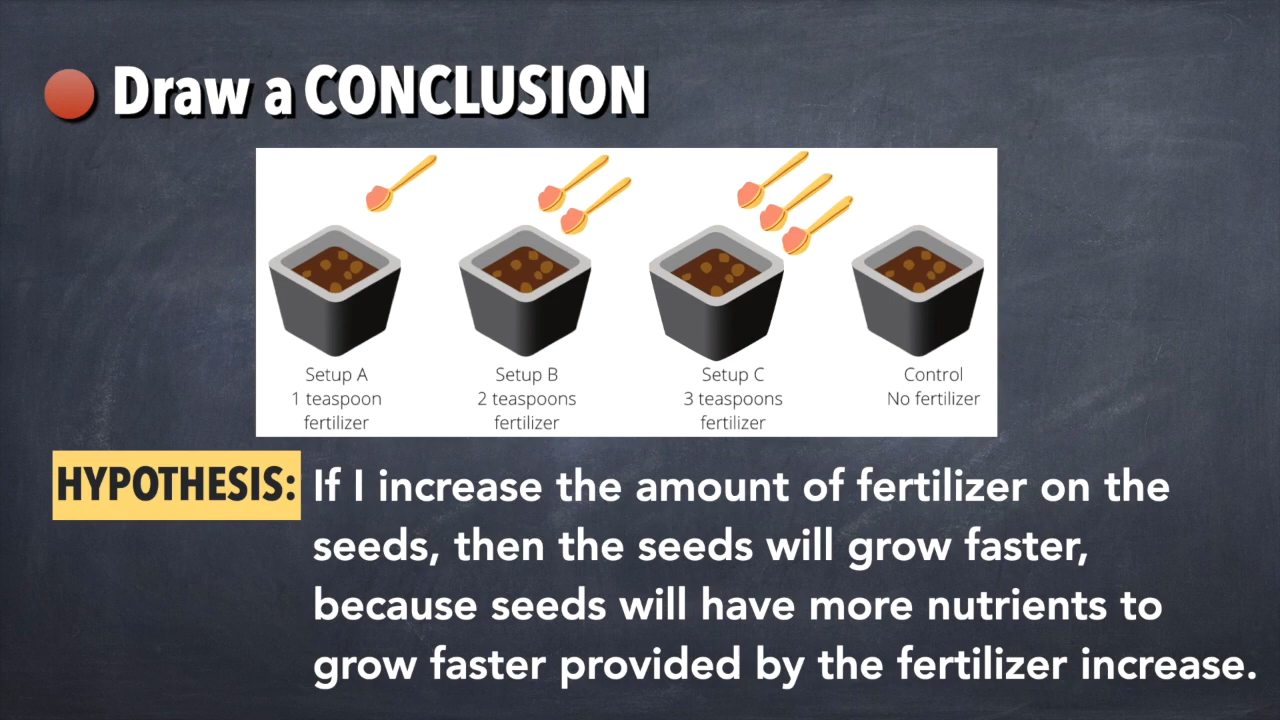 Draw a CONCLUSION
Setup A
1 teaspoon
fertilizer
Setup B
2 teaspoons
fertilizer
Setup C
3 teaspoons
fertilizer
Control
No fertilizer
HYPOTHESIS: If I increase the amount of fertilizer on the
seeds, then the seeds will grow faster,
because seeds will have more nutrients to
grow faster provided by the fertilizer increase.